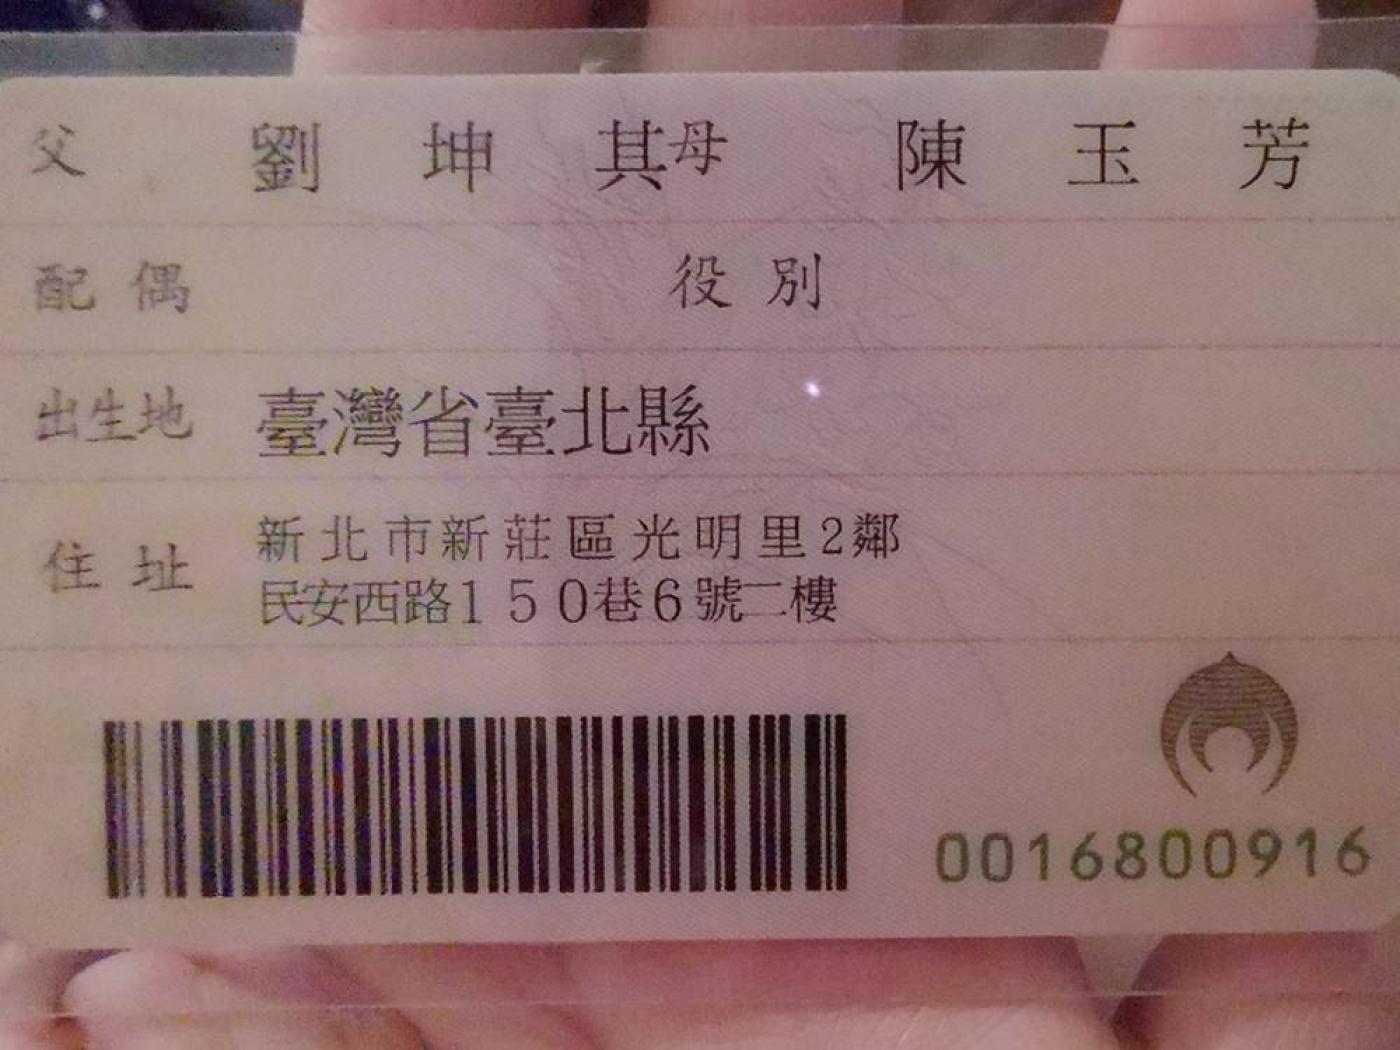 父 劉坤其 母 陳玉芳
配偶 役別
出生地 臺灣省臺北縣
住址 新北市新莊區光明里2鄰
民安西路150巷6號二樓
0016800916